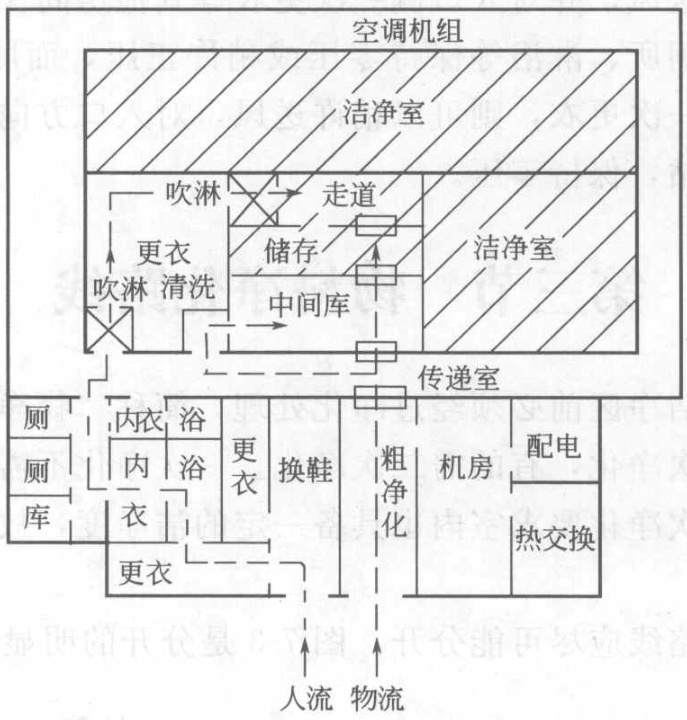 空调机组
洁净室
吹淋
走道
更衣
储存
洁净室
吹淋
清洗
中间库
传递室
厕
内衣
浴
厕
内
衣
浴
更
衣
换鞋
粗
净
化
机房
配电
库
热交换
更衣
人流
物流